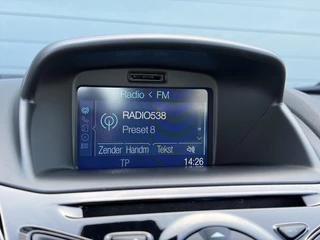 Radio < FM
RADIO538
Preset 8
Zender Handm Tekst
TP 14:26